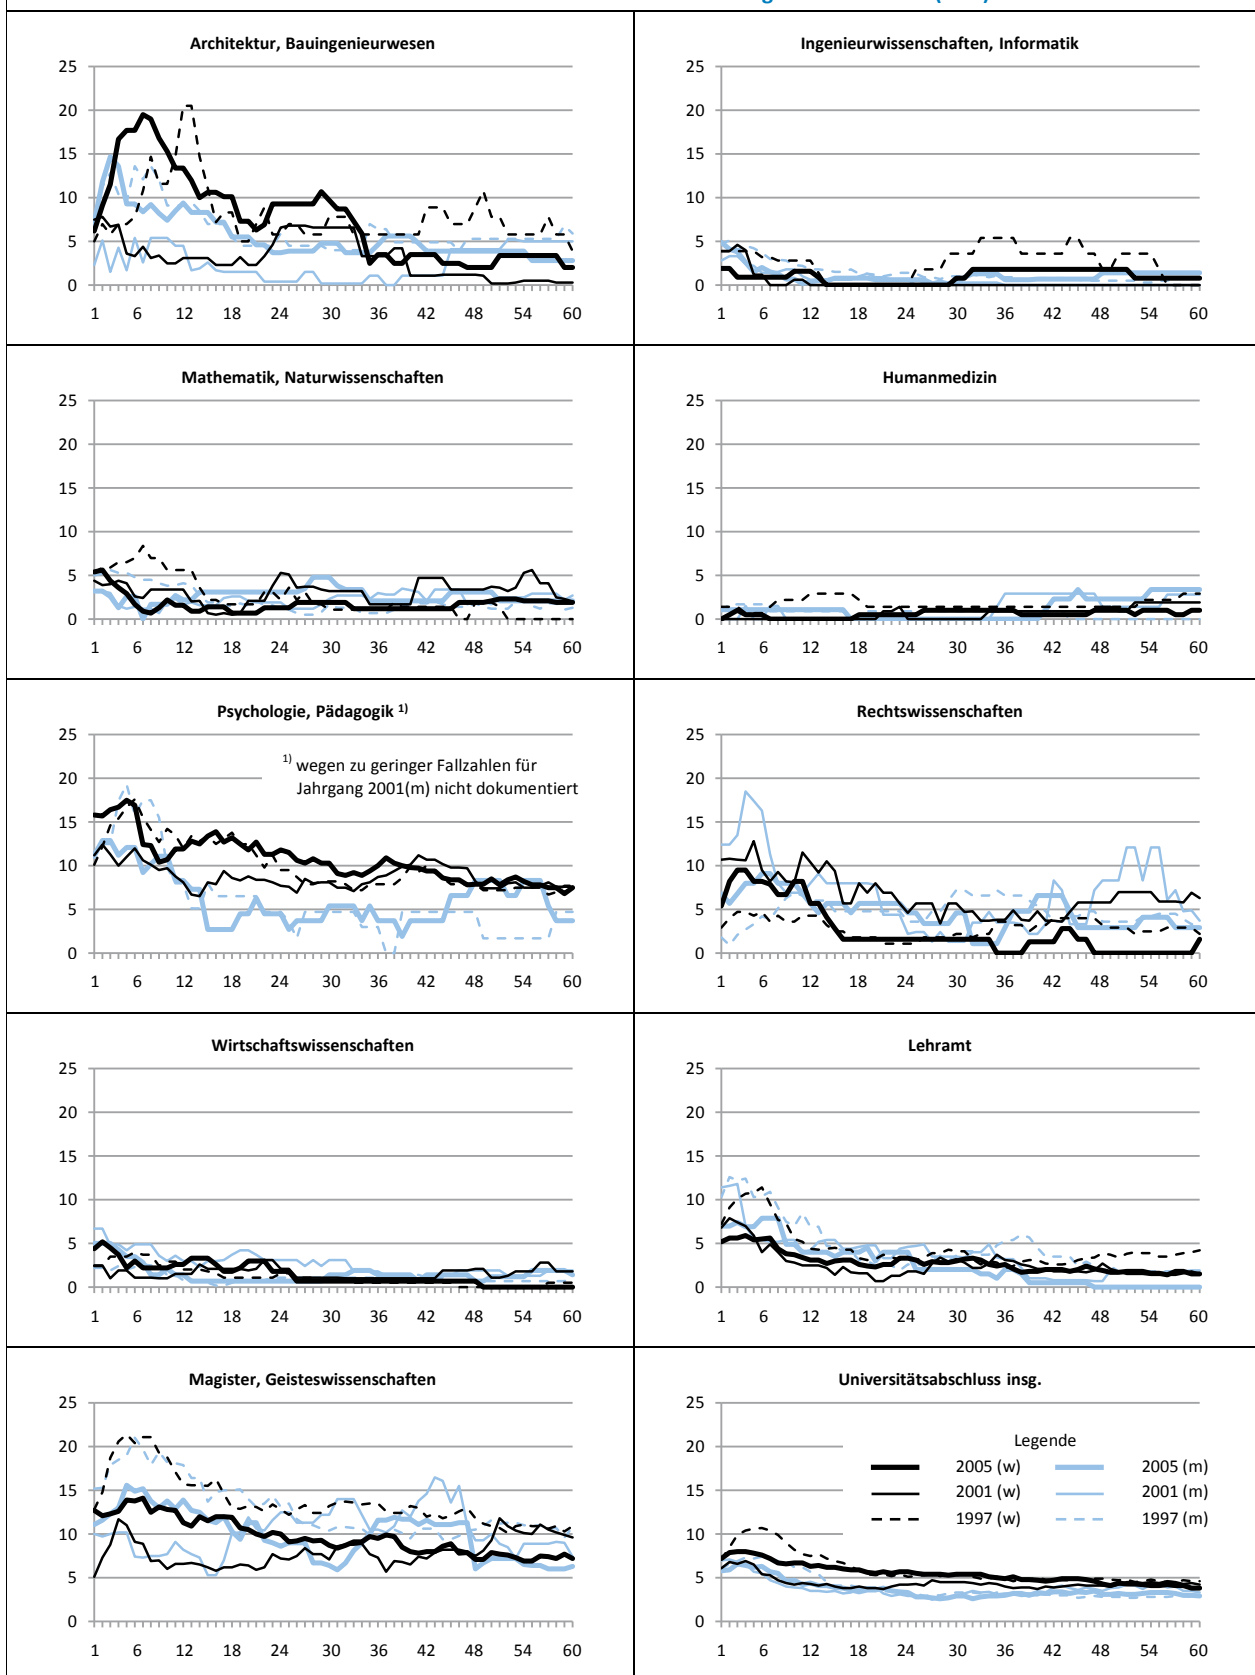 Architektur, Bauingenieurwesen
25
20
15
10
5
0
1 6 12 18 24 30 36 42 48 54 60
Ingenieurwissenschaften, Informatik
25
20
15
10
5
0
1 6 12 18 24 30 36 42 48 54 60
Mathematik, Naturwissenschaften
25
20
15
10
5
0
1 6 12 18 24 30 36 42 48 54 60
Humanmedizin
25
20
15
10
5
0
1 6 12 18 24 30 36 42 48 54 60
Psychologie, Pädagogik 1)
1) wegen zu geringer Fallzahlen für
Jahrgang 2001(m) nicht dokumentiert
25
20
15
10
5
0
1 6 12 18 24 30 36 42 48 54 60
Rechtswissenschaften
25
20
15
10
5
0
1 6 12 18 24 30 36 42 48 54 60
Wirtschaftswissenschaften
25
20
15
10
5
0
1 6 12 18 24 30 36 42 48 54 60
Lehramt
25
20
15
10
5
0
1 6 12 18 24 30 36 42 48 54 60
Magister, Geisteswissenschaften
25
20
15
10
5
0
1 6 12 18 24 30 36 42 48 54 60
Universitätsabschluss insg.
25
20
15
10
5
0
Legende
2005 (w) 2005 (m)
2001 (w) 2001 (m)
1997 (w) 1997 (m)
1 6 12 18 24 30 36 42 48 54 60